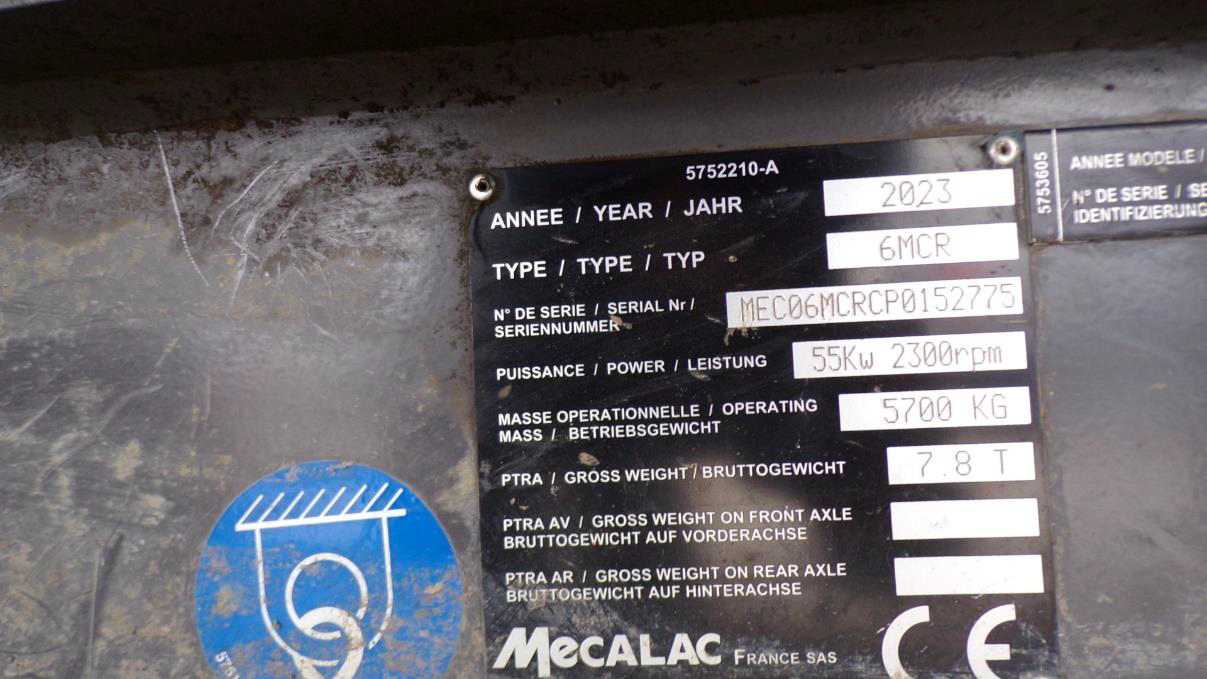 5752210-A
ANNEE / YEAR / JAHR 2023
TYPE / TYPE / TYP 6MCR
N° DE SERIE / SERIAL Nr /
SERIENNUMMER MEC06MCRCP0152775
PUISSANCE / POWER / LEISTUNG 55Kw 2300rpm
MASSE OPERATIONNELLE / OPERATING
MASS / BETRIEBSGEWICHT 5700 KG
PTRA / GROSS WEIGHT / BRUTTOGEWICHT 7.8 T
PTRA AV / GROSS WEIGHT ON FRONT AXLE
BRUTTOGEWICHT AUF VORDERACHSE
PTRA AR / GROSS WEIGHT ON REAR AXLE
BRUTTOGEWICHT AUF HINTERACHSE
MECALAC FRANCE SAS CE
5753605
ANNEE MODELE /
N° DE SERIE / SE
IDENTIFIZIERUNG